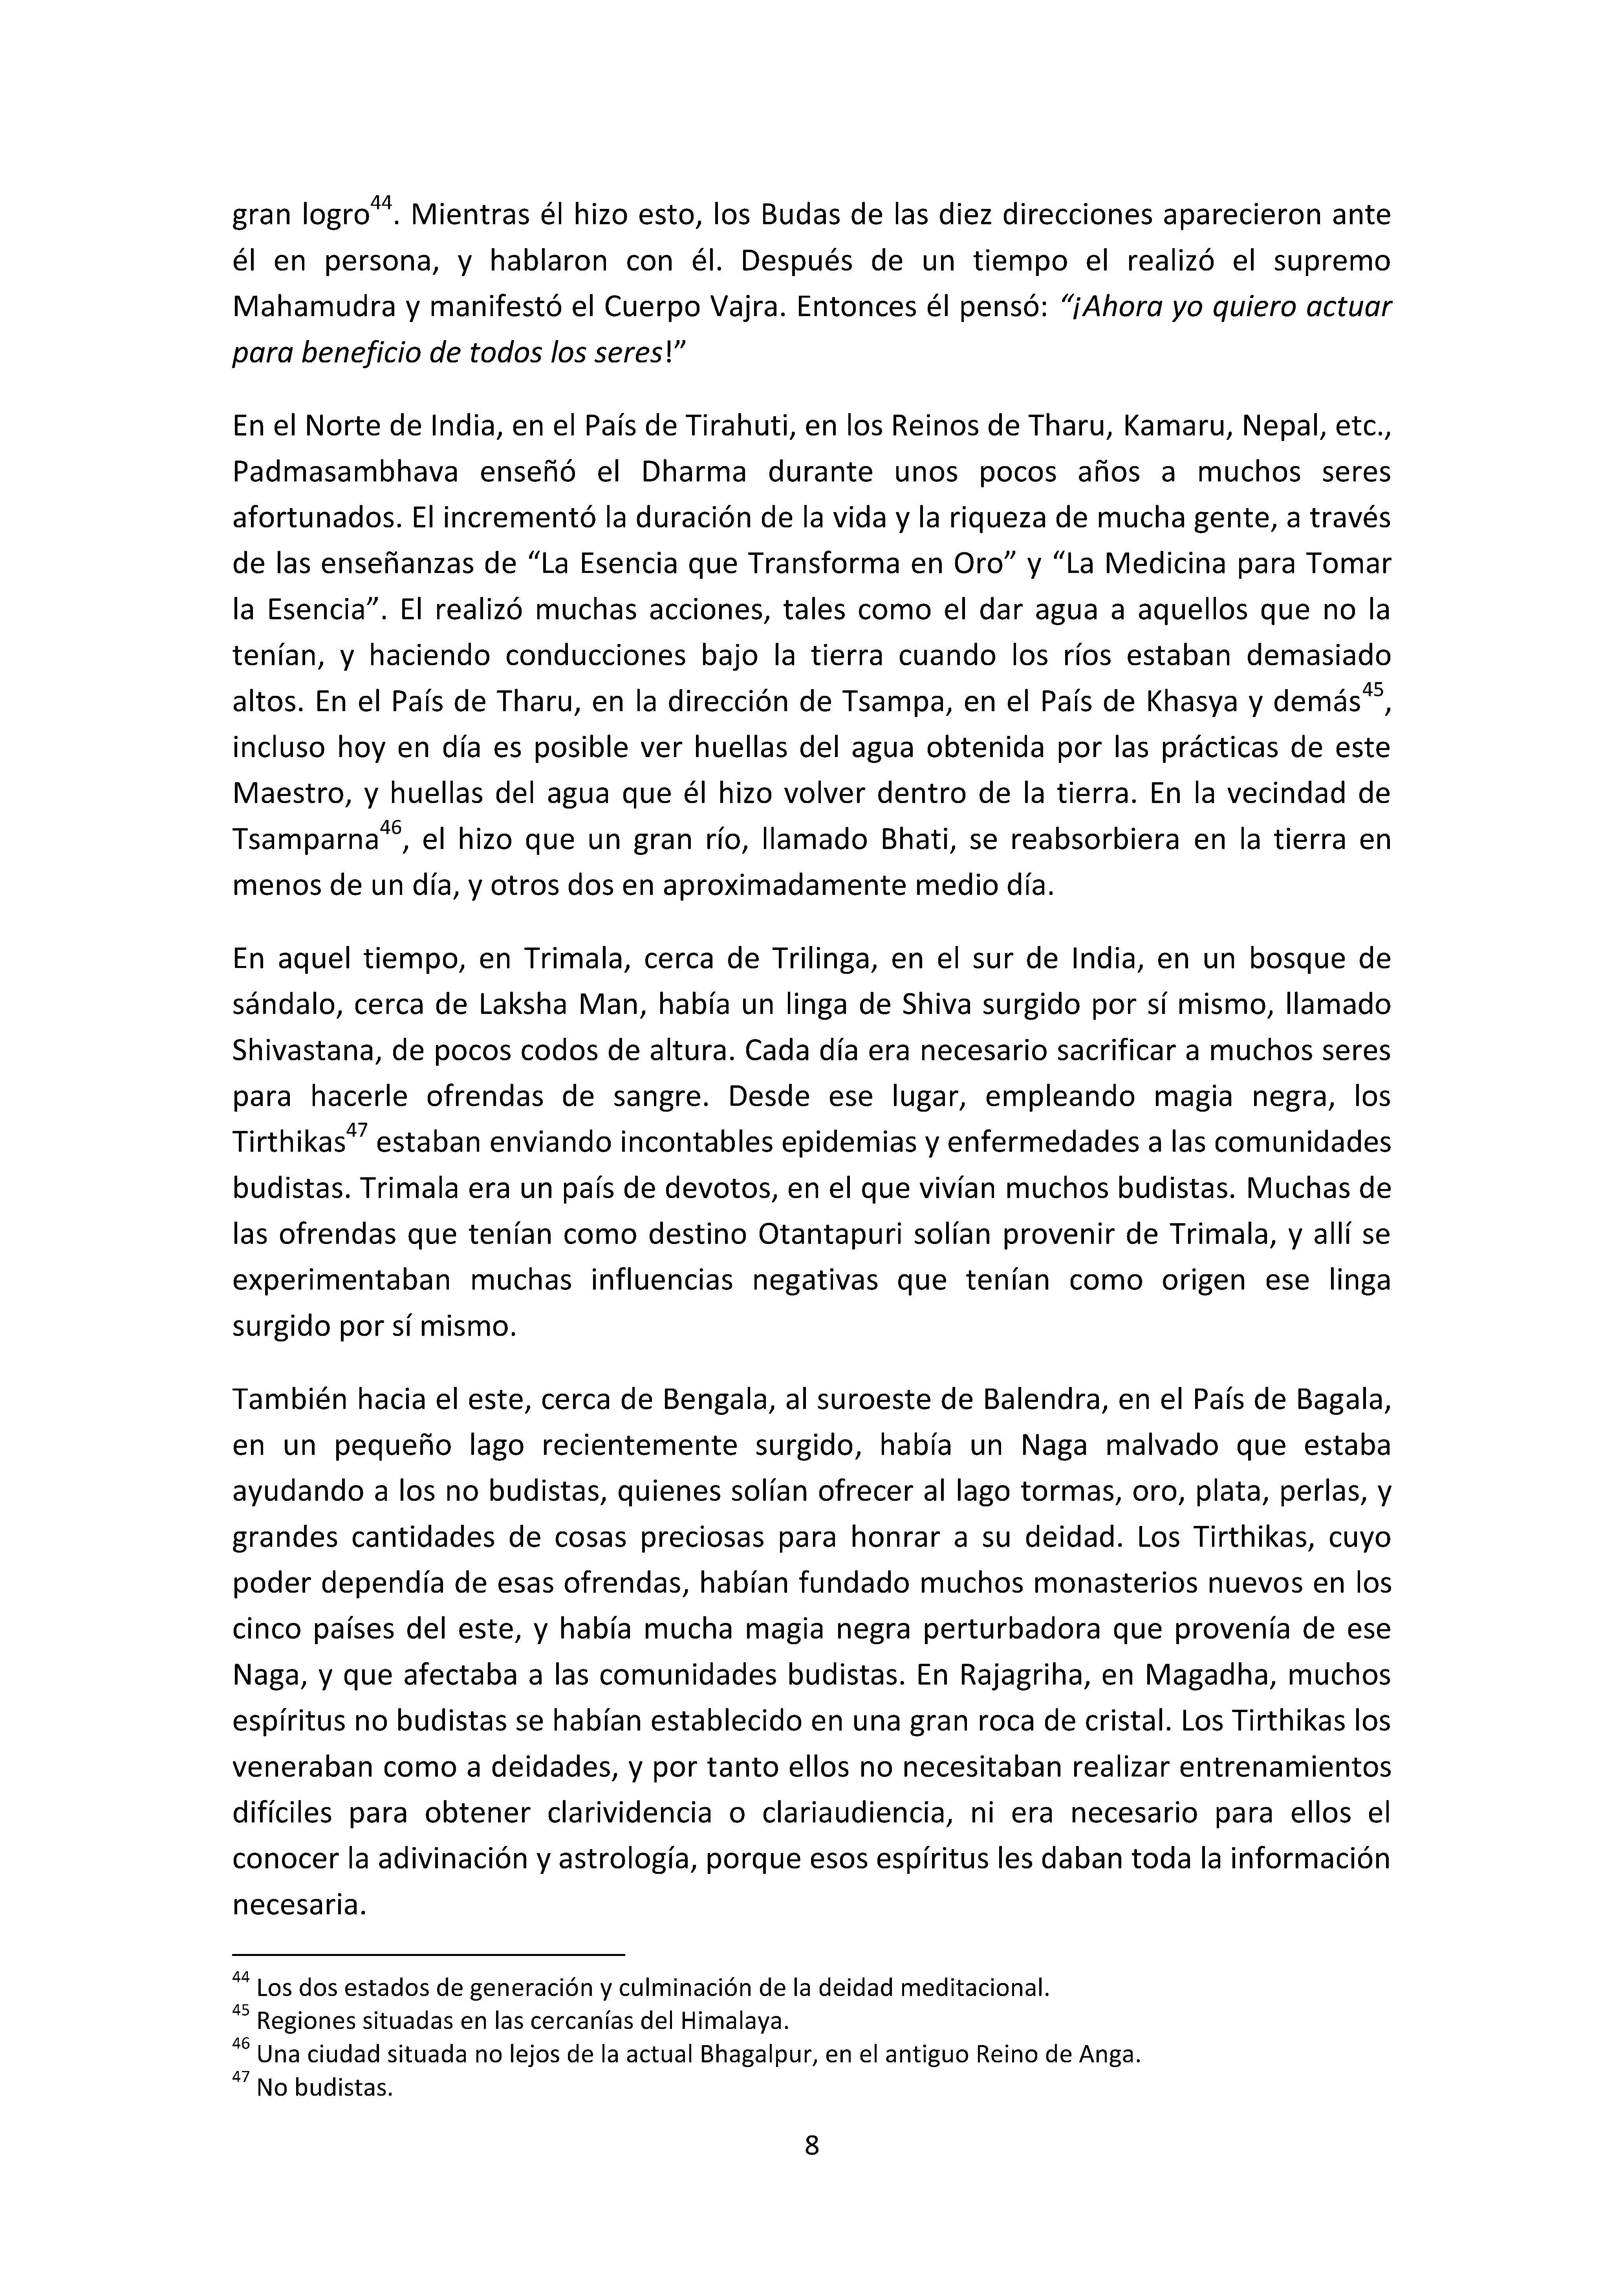 gran logro44. Mientras él hizo esto, los Budas de las diez direcciones aparecieron ante
él en persona, y hablaron con él. Después de un tiempo el realizó el supremo
Mahamudra y manifestó el Cuerpo Vajra. Entonces él pensó: “¡Ahora yo quiero actuar
para beneficio de todos los seres!”
En el Norte de India, en el País de Tirahuti, en los Reinos de Tharu, Kamaru, Nepal, etc.,
Padmasambhava enseñó el Dharma durante unos pocos años a muchos seres
afortunados. El incrementó la duración de la vida y la riqueza de mucha gente, a través
de las enseñanzas de “La Esencia que Transforma en Oro” y “La Medicina para Tomar
la Esencia”. El realizó muchas acciones, tales como el dar agua a aquellos que no la
tenían, y haciendo conducciones bajo la tierra cuando los ríos estaban demasiado
altos. En el País de Tharu, en la dirección de Tsampa, en el País de Khasya y demás45,
incluso hoy en día es posible ver huellas del agua obtenida por las prácticas de este
Maestro, y huellas del agua que él hizo volver dentro de la tierra. En la vecindad de
Tsamparna46, el hizo que un gran río, llamado Bhati, se reabsorbiera en la tierra en
menos de un día, y otros dos en aproximadamente medio día.
En aquel tiempo, en Trimala, cerca de Trilinga, en el sur de India, en un bosque de
sándalo, cerca de Laksha Man, había un linga de Shiva surgido por sí mismo, llamado
Shivastana, de pocos codos de altura. Cada día era necesario sacrificar a muchos seres
para hacerle ofrendas de sangre. Desde ese lugar, empleando magia negra, los
Tirthikas47 estaban enviando incontables epidemias y enfermedades a las comunidades
budistas. Trimala era un país de devotos, en el que vivían muchos budistas. Muchas de
las ofrendas que tenían como destino Otantapuri solían provenir de Trimala, y allí se
experimentaban muchas influencias negativas que tenían como origen ese linga
surgido por sí mismo.
También hacia el este, cerca de Bengala, al suroeste de Balendra, en el País de Bagala,
en un pequeño lago recientemente surgido, había un Naga malvado que estaba
ayudando a los no budistas, quienes solían ofrecer al lago tormas, oro, plata, perlas, y
grandes cantidades de cosas preciosas para honrar a su deidad. Los Tirthikas, cuyo
poder dependía de esas ofrendas, habían fundado muchos monasterios nuevos en los
cinco países del este, y había mucha magia negra perturbadora que provenía de ese
Naga, y que afectaba a las comunidades budistas. En Rajagriha, en Magadha, muchos
espíritus no budistas se habían establecido en una gran roca de cristal. Los Tirthikas los
veneraban como a deidades, y por tanto ellos no necesitaban realizar entrenamientos
difíciles para obtener clarividencia o clariaudiencia, ni era necesario para ellos el
conocer la adivinación y astrología, porque esos espíritus les daban toda la información
necesaria.
44 Los dos estados de generación y culminación de la deidad meditacional.
45 Regiones situadas en las cercanías del Himalaya.
46 Una ciudad situada no lejos de la actual Bhagalpur, en el antiguo Reino de Anga.
47 No budistas.
8